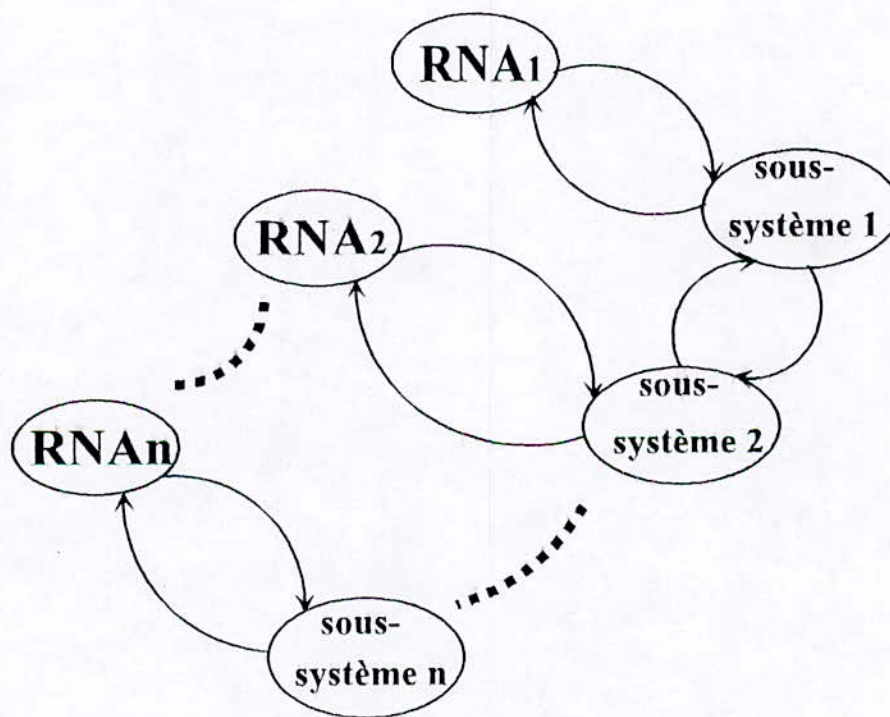 RNA1
sous-
système 1
RNA2
sous-
système 2
RNAn
sous-
système n